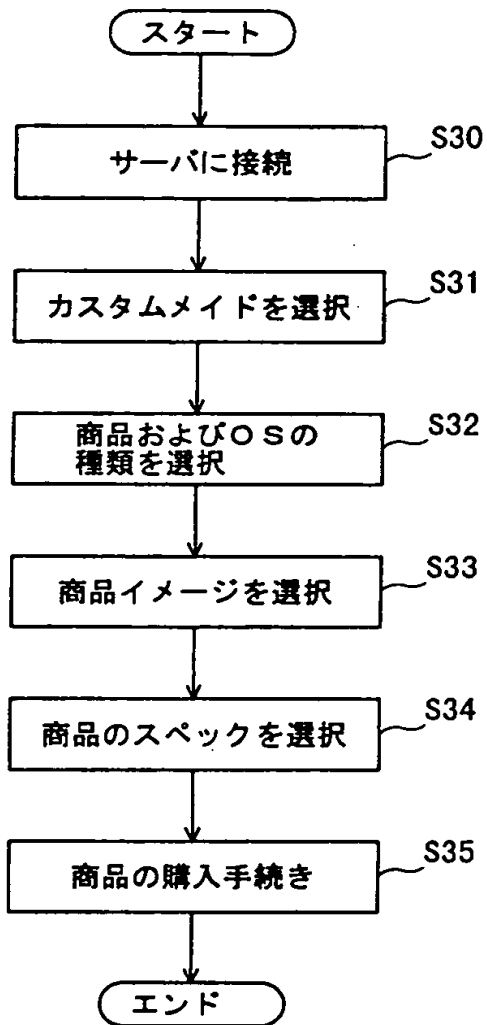 スタート
サーバに接続
S30
カスタムメイドを選択
S31
商品およびＯＳの
種類を選択
S32
商品イメージを選択
S33
商品のスペックを選択
S34
商品の購入手続き
S35
エンド